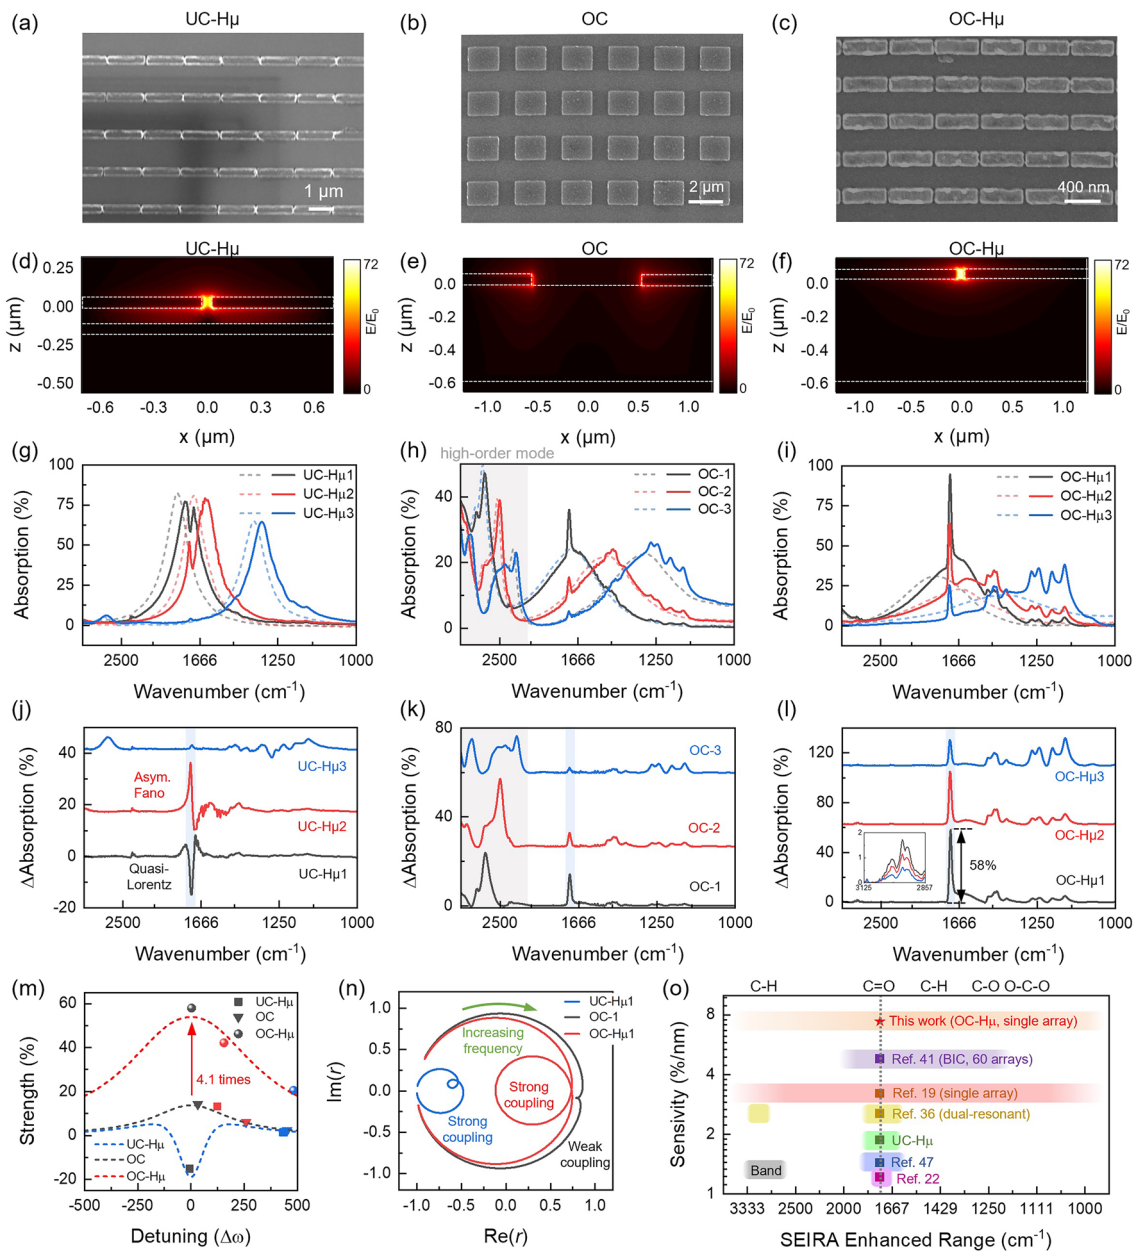 (a) UC-Hμ
1 μm
(b) OC
2 μm
(c) OC-Hμ
400 nm
(d) UC-Hμ
0.25
0.00
-0.25
-0.50
z (μm)
-0.6 -0.3 0.0 0.3 0.6
x (μm)
72
E/E0
0
(e) OC
0.0
-0.2
-0.4
-0.6
z (μm)
-1.0 -0.5 0.0 0.5 1.0
x (μm)
72
E/E0
0
(f) OC-Hμ
0.0
-0.2
-0.4
-0.6
z (μm)
-1.2 -0.6 0.0 0.6 1.2
x (μm)
72
E/E0
0
(g)
100
75
50
25
0
Absorption (%)
UC-Hμ1
UC-Hμ2
UC-Hμ3
2500 1666 1250 1000
Wavenumber (cm-1)
(h) high-order mode
40
20
0
Absorption (%)
OC-1
OC-2
OC-3
2500 1666 1250 1000
Wavenumber (cm-1)
(i)
100
75
50
25
0
Absorption (%)
OC-Hμ1
OC-Hμ2
OC-Hμ3
2500 1666 1250 1000
Wavenumber (cm-1)
(j)
40
20
0
-20
ΔAbsorption (%)
UC-Hμ3
Asym.
Fano
UC-Hμ2
Quasi-
Lorentz
UC-Hμ1
2500 1666 1250 1000
Wavenumber (cm-1)
(k)
80
40
0
ΔAbsorption (%)
OC-3
OC-2
OC-1
2500 1666 1250 1000
Wavenumber (cm-1)
(l)
120
80
40
0
ΔAbsorption (%)
OC-Hμ3
OC-Hμ2
OC-Hμ1
58%
2
1
0
3125 2857
2500 1666 1250 1000
Wavenumber (cm-1)
(m)
60
40
20
0
-20
Strength (%)
UC-Hμ
OC
OC-Hμ
4.1 times
UC-Hμ
OC
OC-Hμ
-500 -250 0 250 500
Detuning (Δω)
(n)
1.0
0.5
0.0
-0.5
-1.0
Im(r)
UC-Hμ1
OC-1
OC-Hμ1
Increasing
frequency
Strong
coupling
Strong
coupling
Weak
coupling
-1.0 -0.5 0.0 0.5 1.0
Re(r)
(o)
C-H C=O C-H C-O O-C-O
8
4
2
1
Sensivity (%/nm)
This work (OC-Hμ, single array)
Ref. 41 (BIC, 60 arrays)
Ref. 19 (single array)
Ref. 36 (dual-resonant)
UC-Hμ
Ref. 47
Band
Ref. 22
3333 2500 2000 1667 1429 1250 1111 1000
SEIRA Enhanced Range (cm-1)